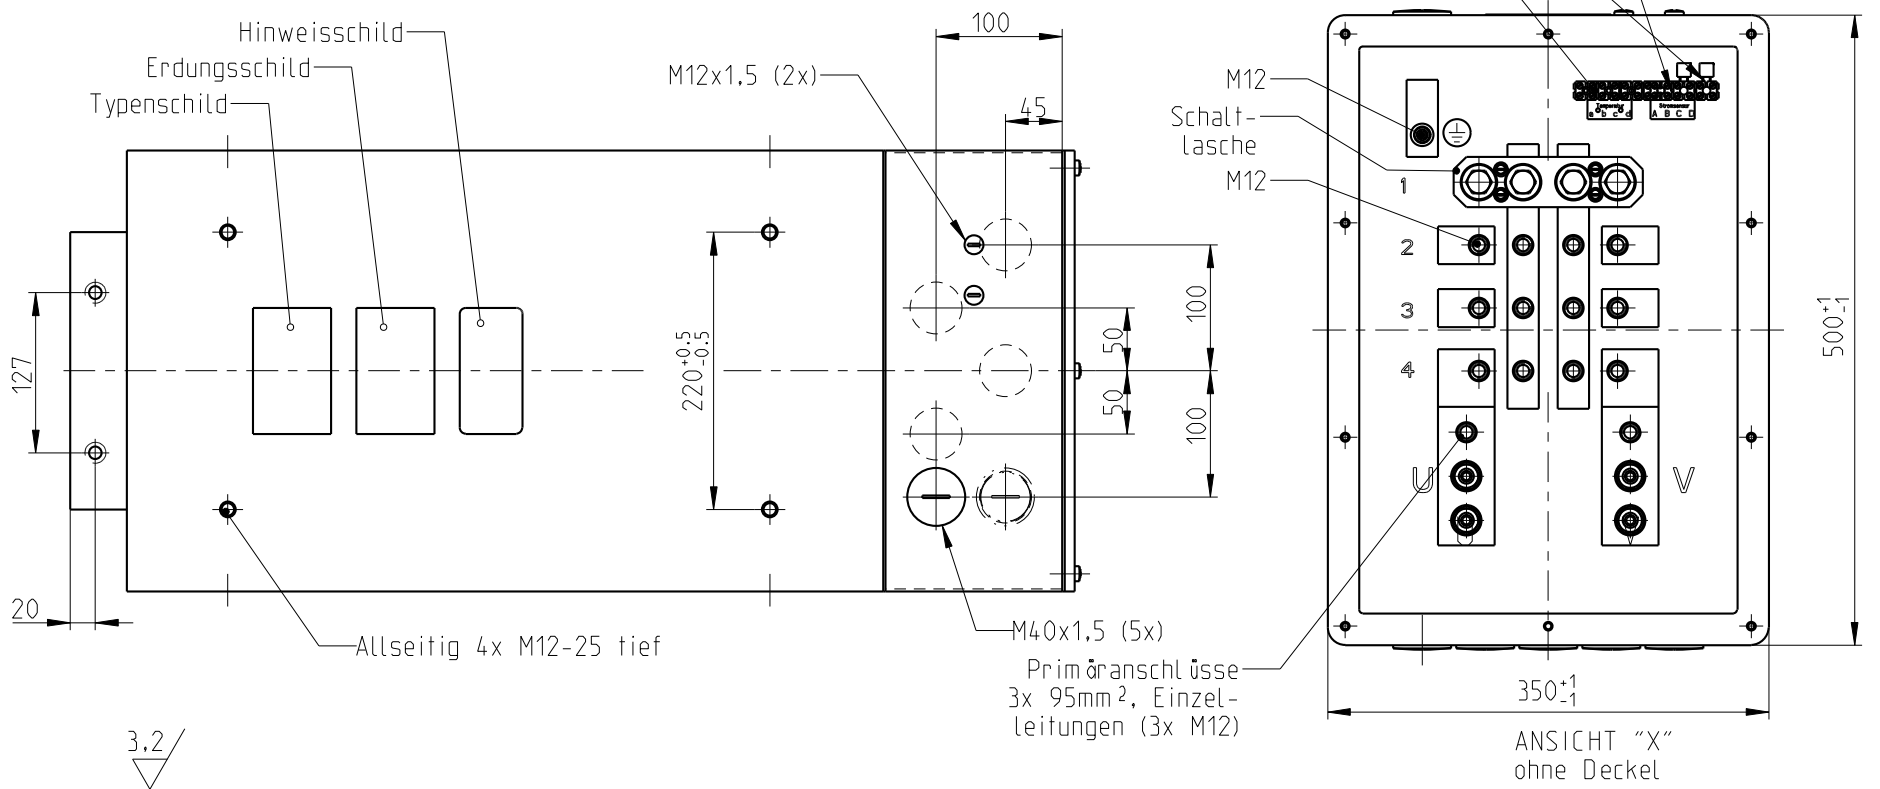 Hinweisschild
Erdungsschild
Typenschild
M12x1,5 (2x)
100
45
127
20
220+0.5
-0.5
50
100
50
100
Allseitig 4x M12-25 tief
M40x1,5 (5x)
Primäranschlüsse
3x 95mm², Einzel-
leitungen (3x M12)
3,2
M12
Schalt-
lasche
M12
1
2
3
4
U
V
Temperatur
a b c d
Stromsensor
A B C D
500+1
-1
350+1
-1
ANSICHT "X"
ohne Deckel